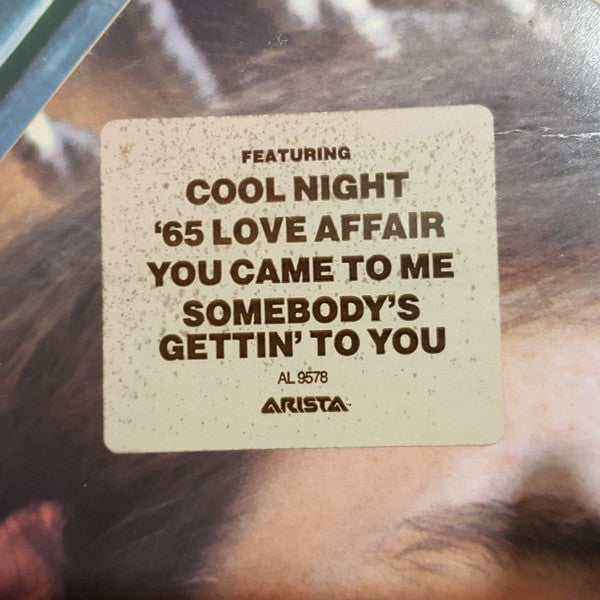 FEATURING
COOL NIGHT
'65 LOVE AFFAIR
YOU CAME TO ME
SOMEBODY'S
GETTIN' TO YOU
AL 9578
ARISTA